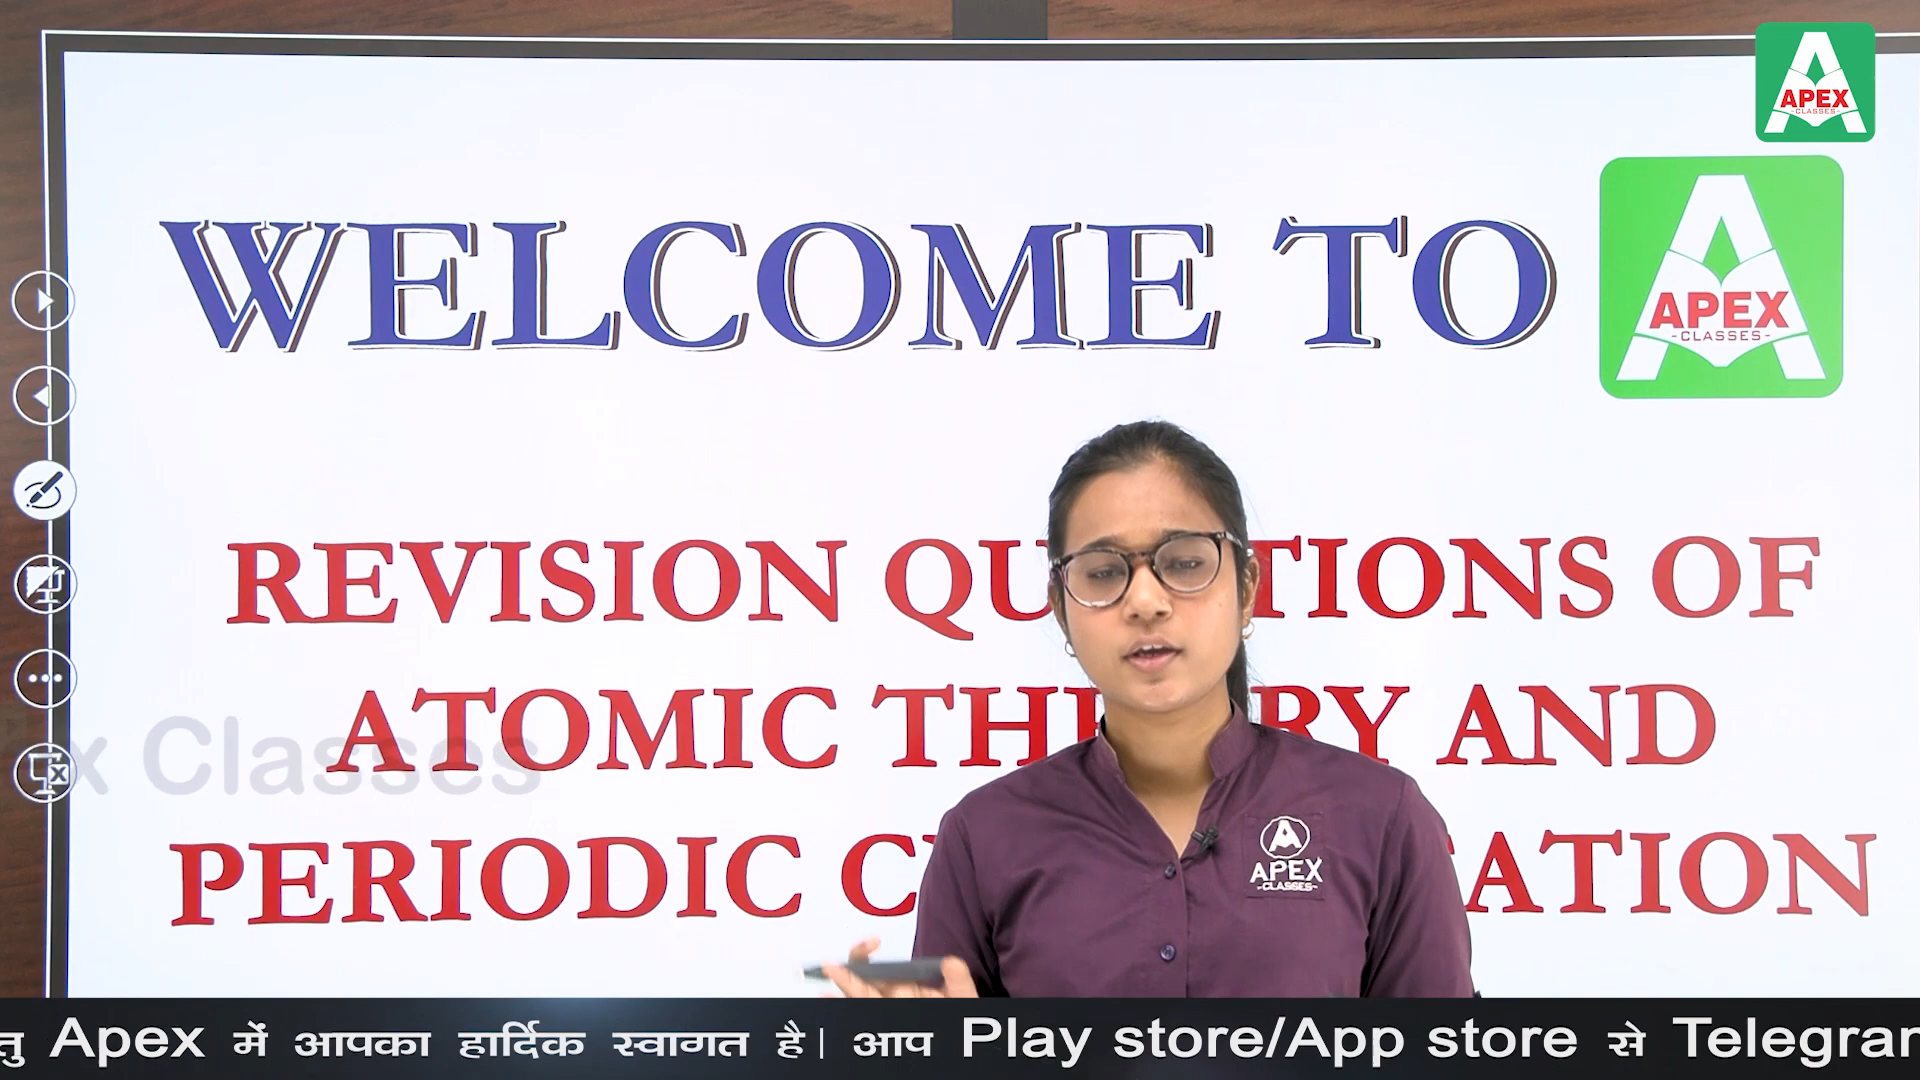 APEX
CLASSES
WELCOME TO
APEX
-CLASSES-
REVISION QU TIONS OF
ATOMIC TH RY AND
PERIODIC C ATION
x Classes
APEX
-CLASSES-
तु Apex में आपका हार्दिक स्वागत है| आप Play store/App store से Telegram